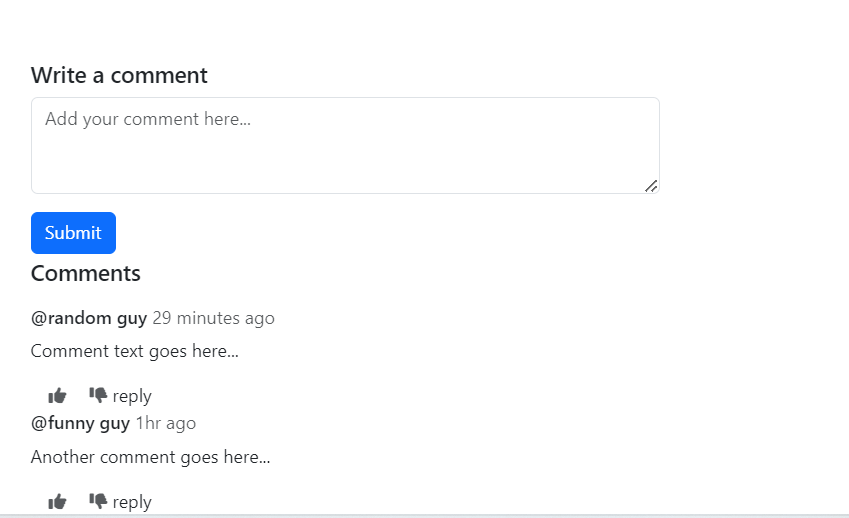 Write a comment
Add your comment here...
Submit
Comments
@random guy 29 minutes ago
Comment text goes here...
reply
@funny guy 1hr ago
Another comment goes here...
reply